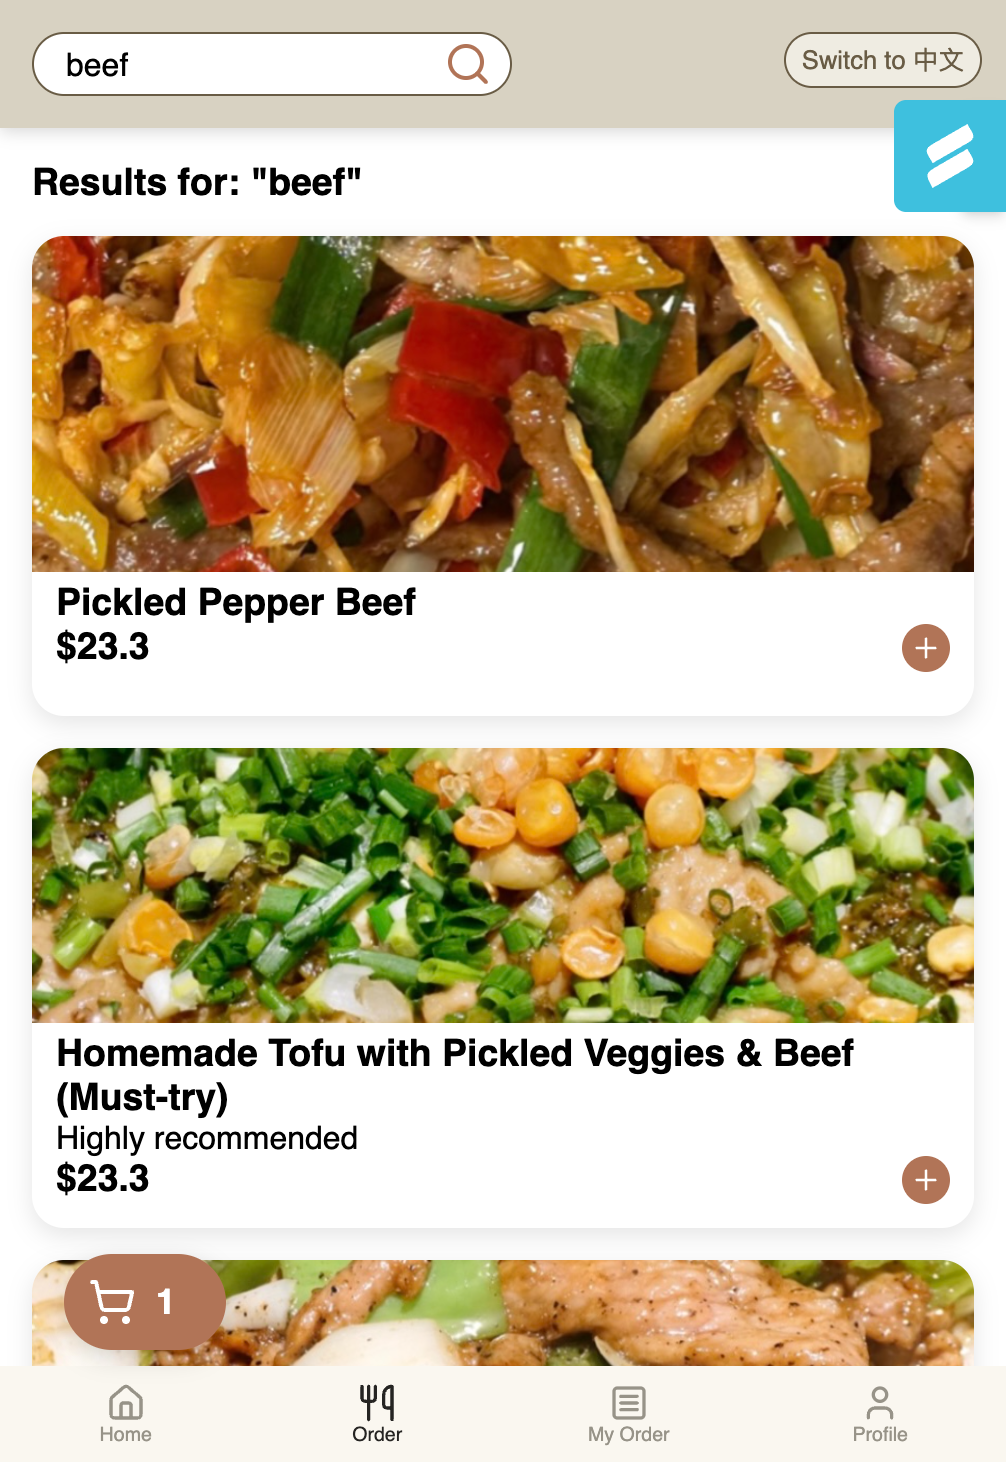 beef
Switch to 中文
Results for: "beef"
Pickled Pepper Beef
$23.3
Homemade Tofu with Pickled Veggies & Beef
(Must-try)
Highly recommended
$23.3
1
Home
Order
My Order
Profile